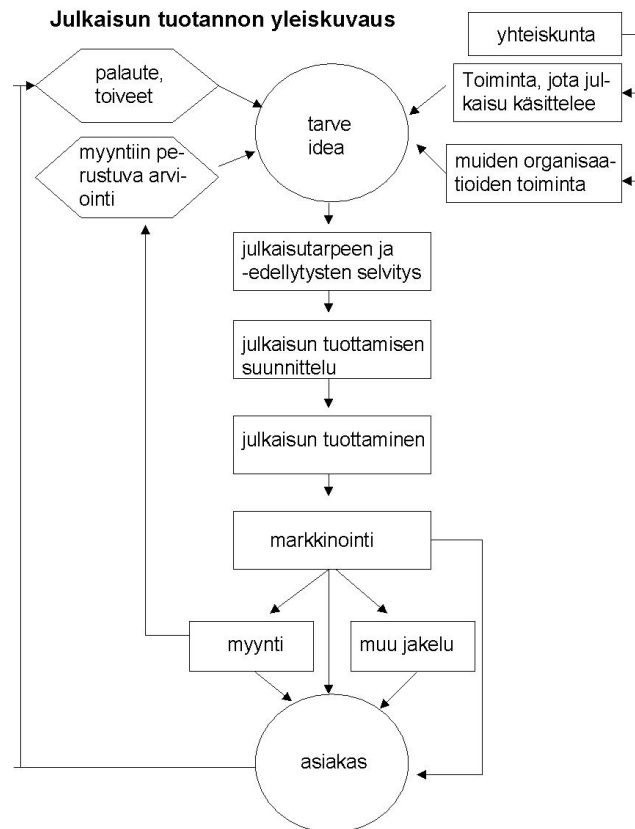 Julkaisun tuotannon yleiskuvaus
yhteiskunta
palaute,
toiveet
Toiminta, jota jul-
kaisu käsittelee
tarve
idea
myyntiin pe-
rustuva arvi-
ointi
muiden organisaa-
tioiden toiminta
julkaisutarpeen ja
-edellytysten selvitys
julkaisun tuottamisen
suunnittelu
julkaisun tuottaminen
markkinointi
myynti
muu jakelu
asiakas